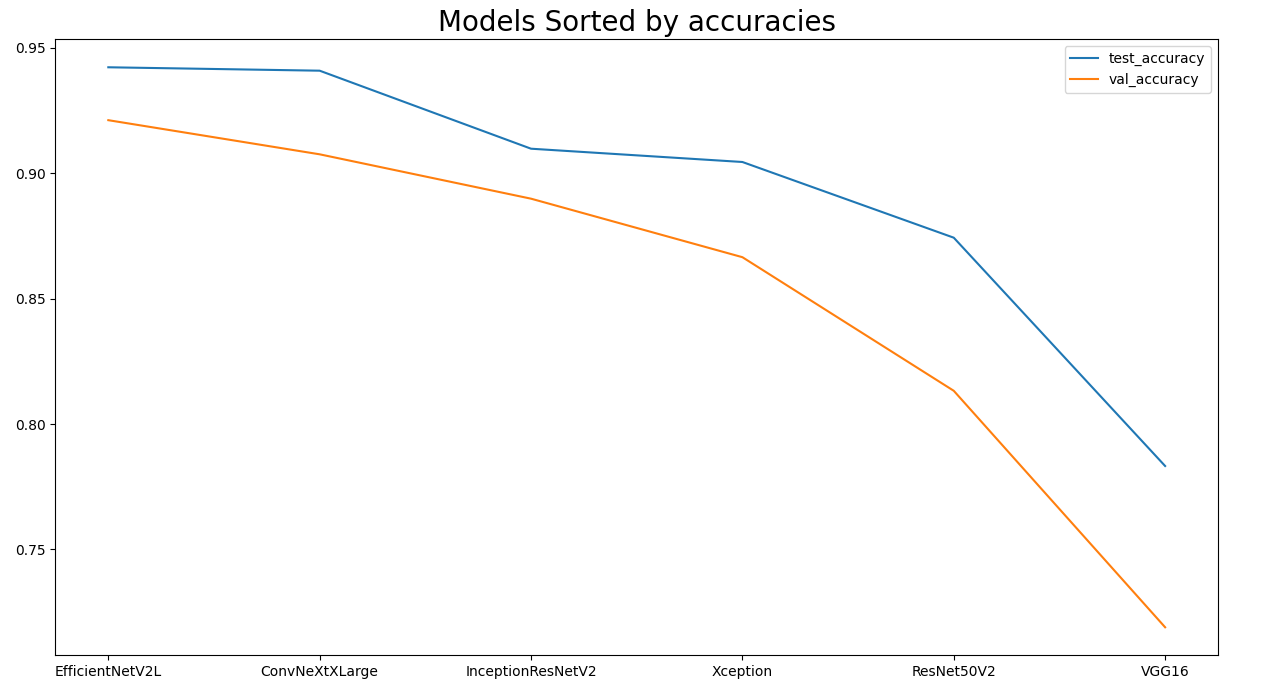 Models Sorted by accuracies
0.95
0.90
0.85
0.80
0.75
test_accuracy
val_accuracy
EfficientNetV2L ConvNeXtXLarge InceptionResNetV2 Xception ResNet50V2 VGG16